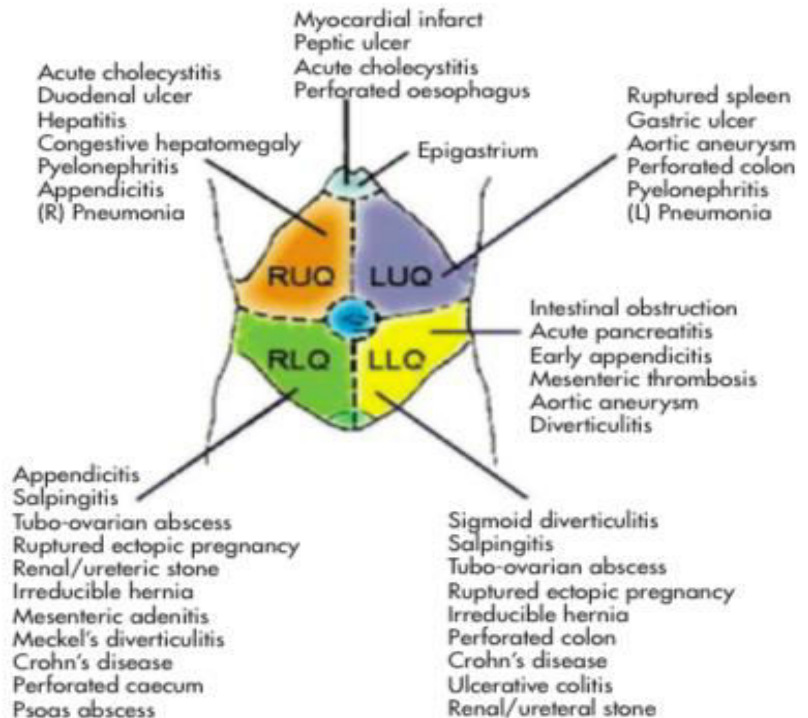 Myocardial infarct
Peptic ulcer
Acute cholecystitis
Perforated oesophagus
Acute cholecystitis
Duodenal ulcer
Hepatitis
Congestive hepatomegaly
Pyelonephritis
Appendicitis
(R) Pneumonia
Epigastrium
Ruptured spleen
Gastric ulcer
Aortic aneurysm
Perforated colon
Pyelonephritis
(L) Pneumonia
RUQ
LUQ
RLQ
LLQ
Intestinal obstruction
Acute pancreatitis
Early appendicitis
Mesenteric thrombosis
Aortic aneurysm
Diverticulitis
Appendicitis
Salpingitis
Tubo-ovarian abscess
Ruptured ectopic pregnancy
Renal/ureteric stone
Irreducible hernia
Mesenteric adenitis
Meckel's diverticulitis
Crohn's disease
Perforated caecum
Psoas abscess
Sigmoid diverticulitis
Salpingitis
Tubo-ovarian abscess
Ruptured ectopic pregnancy
Irreducible hernia
Perforated colon
Crohn's disease
Ulcerative colitis
Renal/ureteral stone